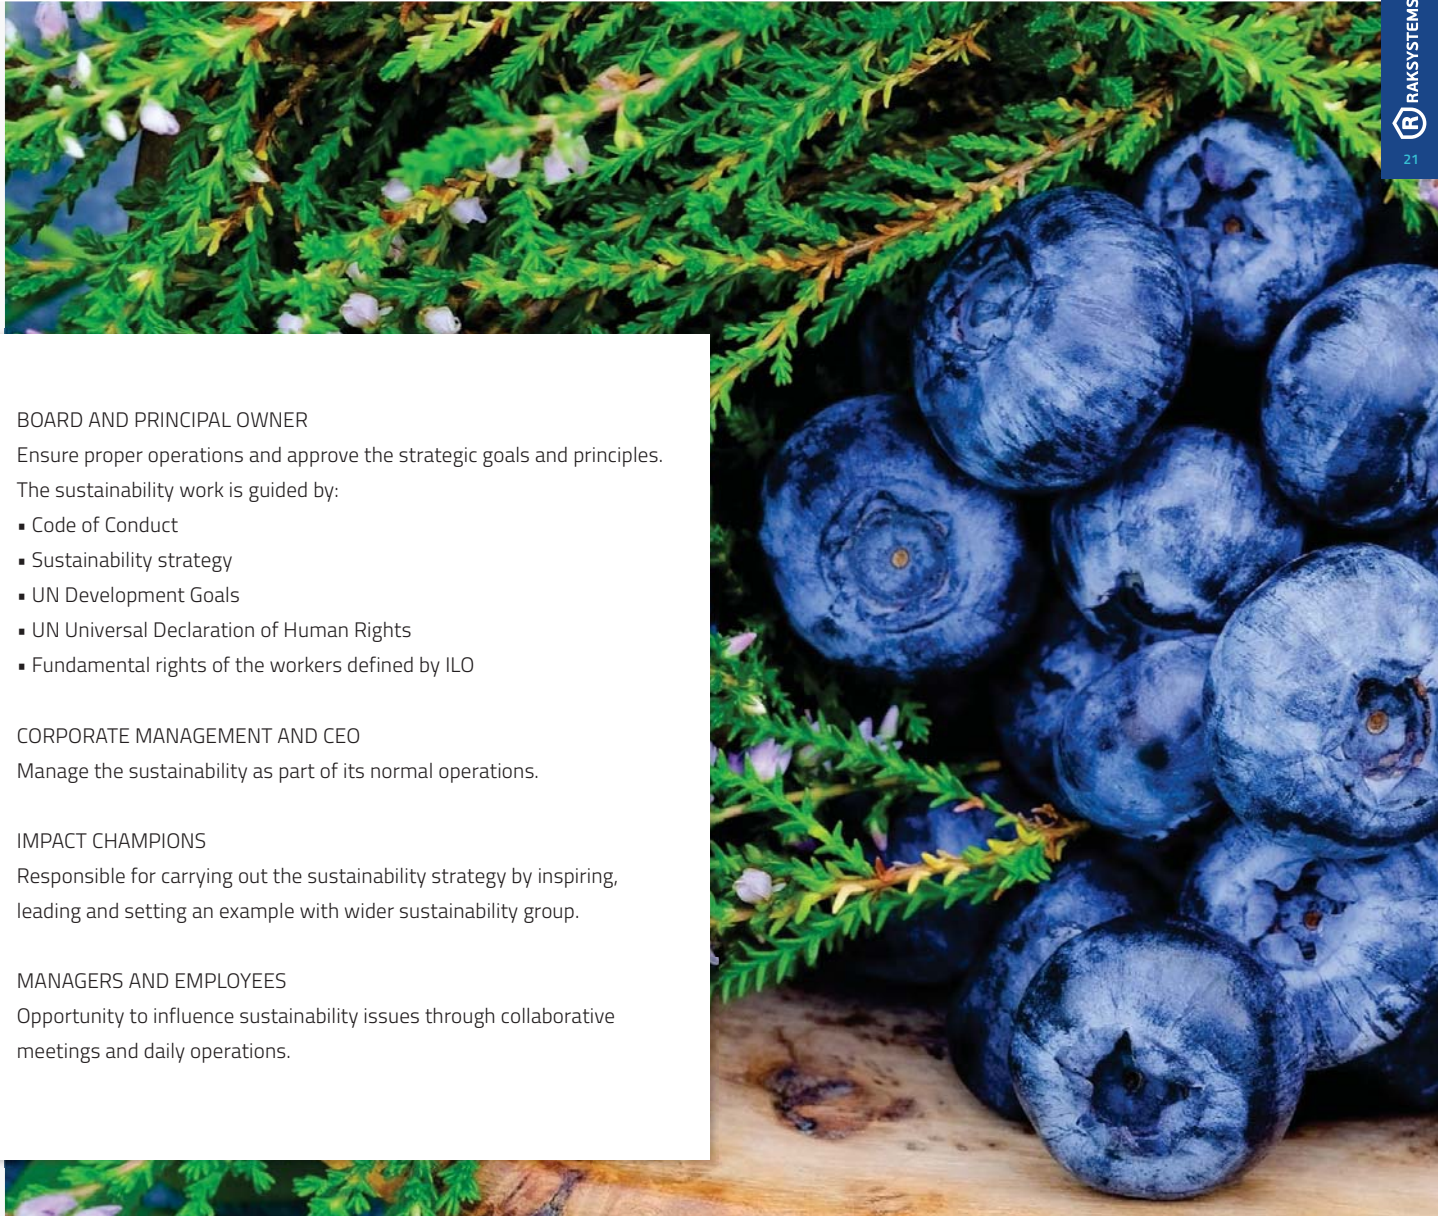 RAKSYSTEMS
21
BOARD AND PRINCIPAL OWNER
Ensure proper operations and approve the strategic goals and principles.
The sustainability work is guided by:
▪ Code of Conduct
▪ Sustainability strategy
▪ UN Development Goals
▪ UN Universal Declaration of Human Rights
▪ Fundamental rights of the workers defined by ILO
CORPORATE MANAGEMENT AND CEO
Manage the sustainability as part of its normal operations.
IMPACT CHAMPIONS
Responsible for carrying out the sustainability strategy by inspiring,
leading and setting an example with wider sustainability group.
MANAGERS AND EMPLOYEES
Opportunity to influence sustainability issues through collaborative
meetings and daily operations.